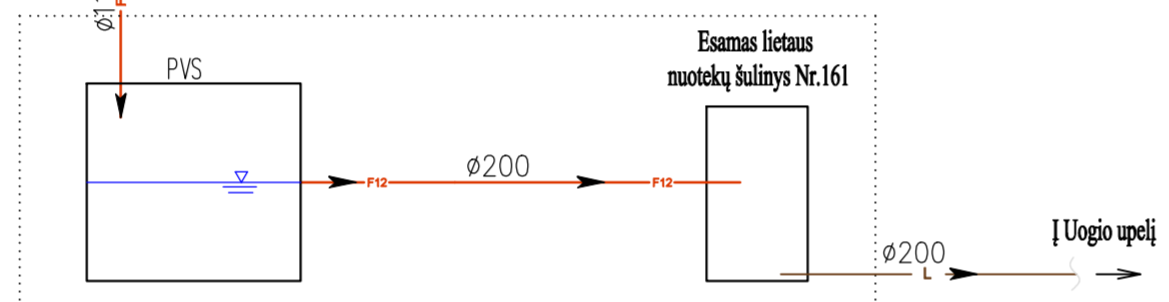 PVS
Esamas lietaus
nuotekų šulinys Nr.161
ø200
F12
F12
Į Uogio upelį
ø200
L